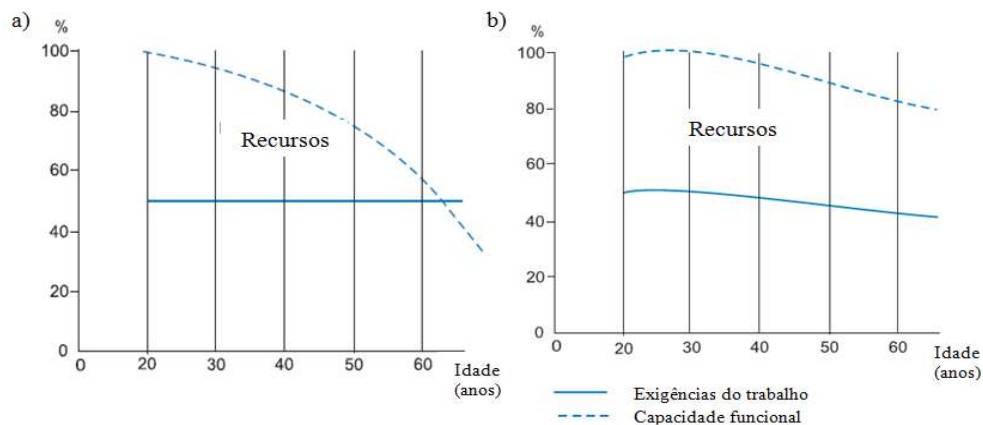 a)
%
100
80
60
40
20
0
Recursos
0 20 30 40 50 60 Idade
(anos)
b)
%
100
80
60
40
20
0
Recursos
0 20 30 40 50 60 Idade
(anos)
Exigências do trabalho
Capacidade funcional